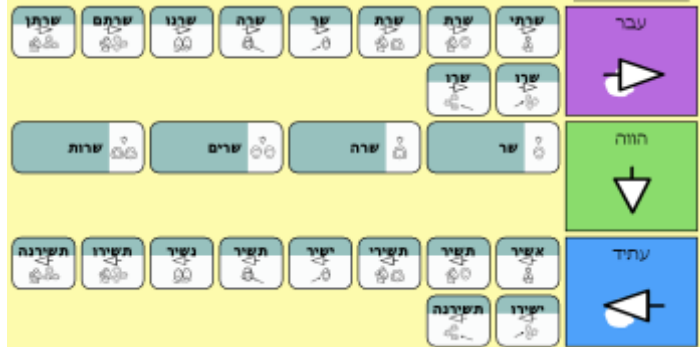 עבר
שרתי שרת שרת שר שרה שרנו שרתם שרתן
שרו שרו
הווה
שר שרה שרים שרות
עתיד
אשיר תשיר תשירי ישיר תשיר נשיר תשירו תשירנה
ישירו תשירנה